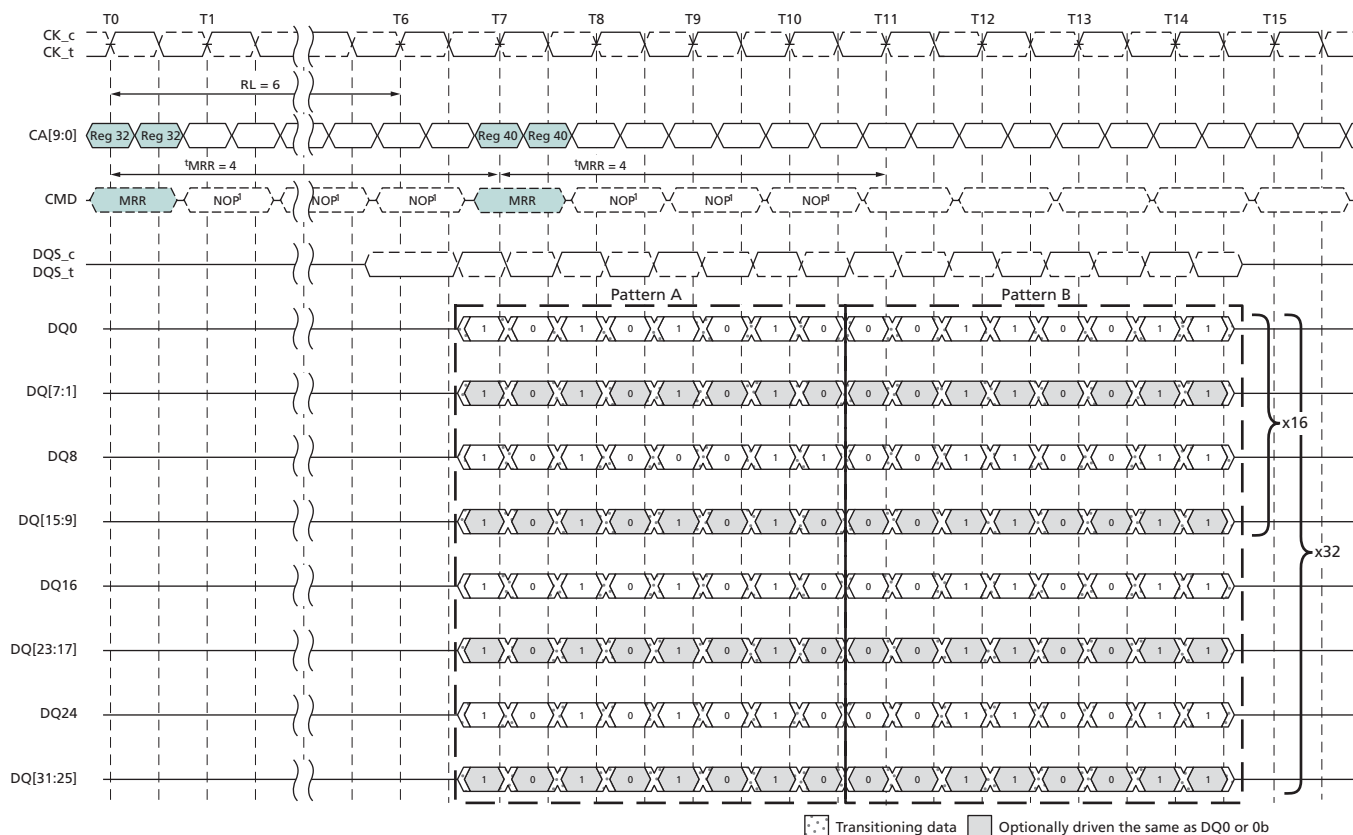 T0 T1 T6 T7 T8 T9 T10 T11 T12 T13 T14 T15
CK_c
CK_t
RL = 6
CA[9:0] Reg 32 Reg 32 Reg 40 Reg 40
tMRR = 4 tMRR = 4
CMD MRR NOP1 NOP1 NOP1 MRR NOP1 NOP1 NOP1
DQS_c
DQS_t
Pattern A Pattern B
DQ0 1 0 1 0 1 0 1 0 0 0 1 1 0 0 1 1
DQ[7:1] 1 0 1 0 1 0 1 0 0 0 1 1 0 0 1 1
x16
DQ8 1 0 1 0 0 0 1 1 0 0 1 1 0 0 1 1
DQ[15:9] 1 0 1 0 1 0 1 0 0 0 1 1 0 0 1 1
x32
DQ16 1 0 1 0 1 0 1 0 0 0 1 1 0 0 1 1
DQ[23:17] 1 0 1 0 1 0 1 0 0 0 1 1 0 0 1 1
DQ24 1 0 1 0 1 0 1 0 0 0 1 1 0 0 1 1
DQ[31:25] 1 0 1 0 1 0 1 0 0 0 1 1 0 0 1 1
Transitioning data Optionally driven the same as DQ0 or 0b